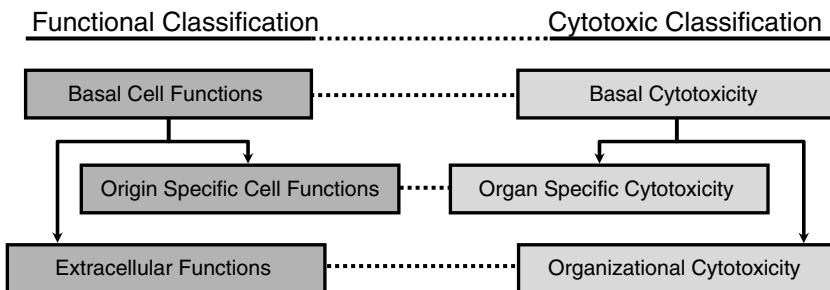 Functional Classification
Cytotoxic Classification
Basal Cell Functions
Basal Cytotoxicity
Origin Specific Cell Functions
Organ Specific Cytotoxicity
Extracellular Functions
Organizational Cytotoxicity